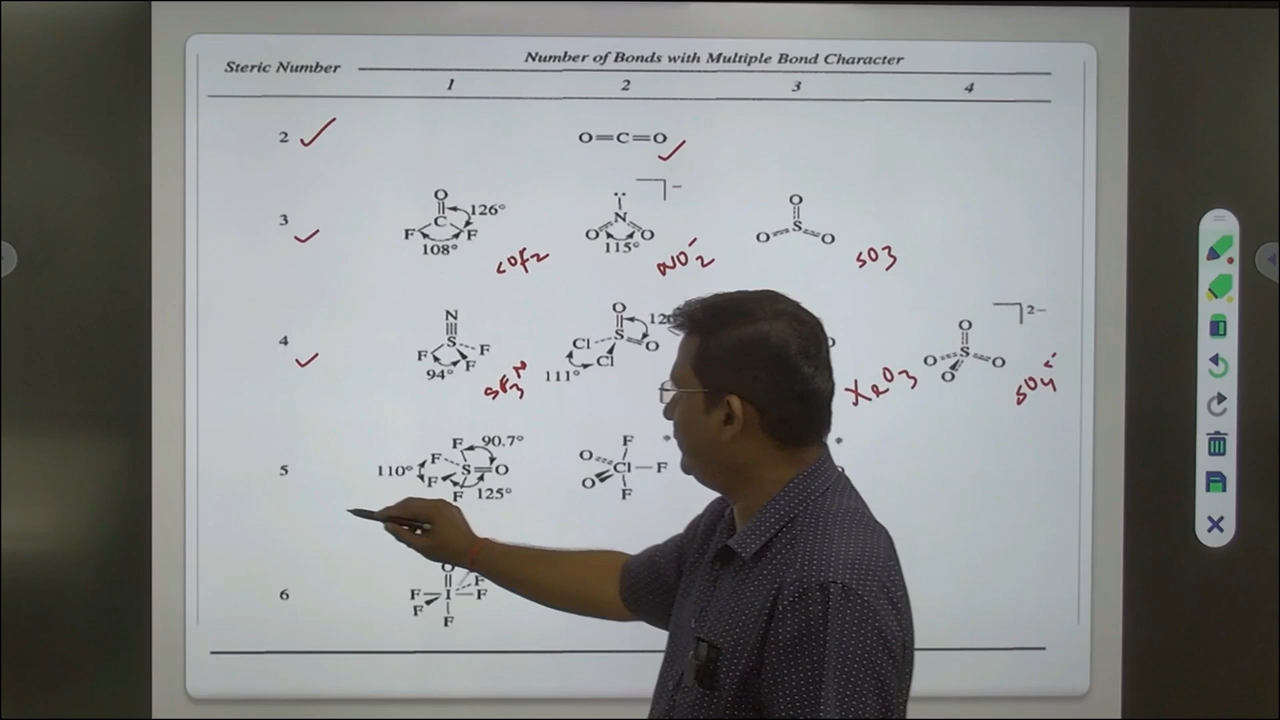 Number of Bonds with Multiple Bond Character
Steric Number
1 2 3 4
2
O=C=O
3
O
C
F F
126°
108°
COF2
N
O O
115°
−
NO2−
O
S
O O
SO3
4
N
S
F F
F
94°
SF3N
O
S
Cl O
Cl
111°
XeO3
O
S
O O
O
2−
SO4
5
F 90.7°
F
110° S=O
F
F 125°
F *
O
Cl—F
O
F
*
6
O
F
F—I—F
F
F